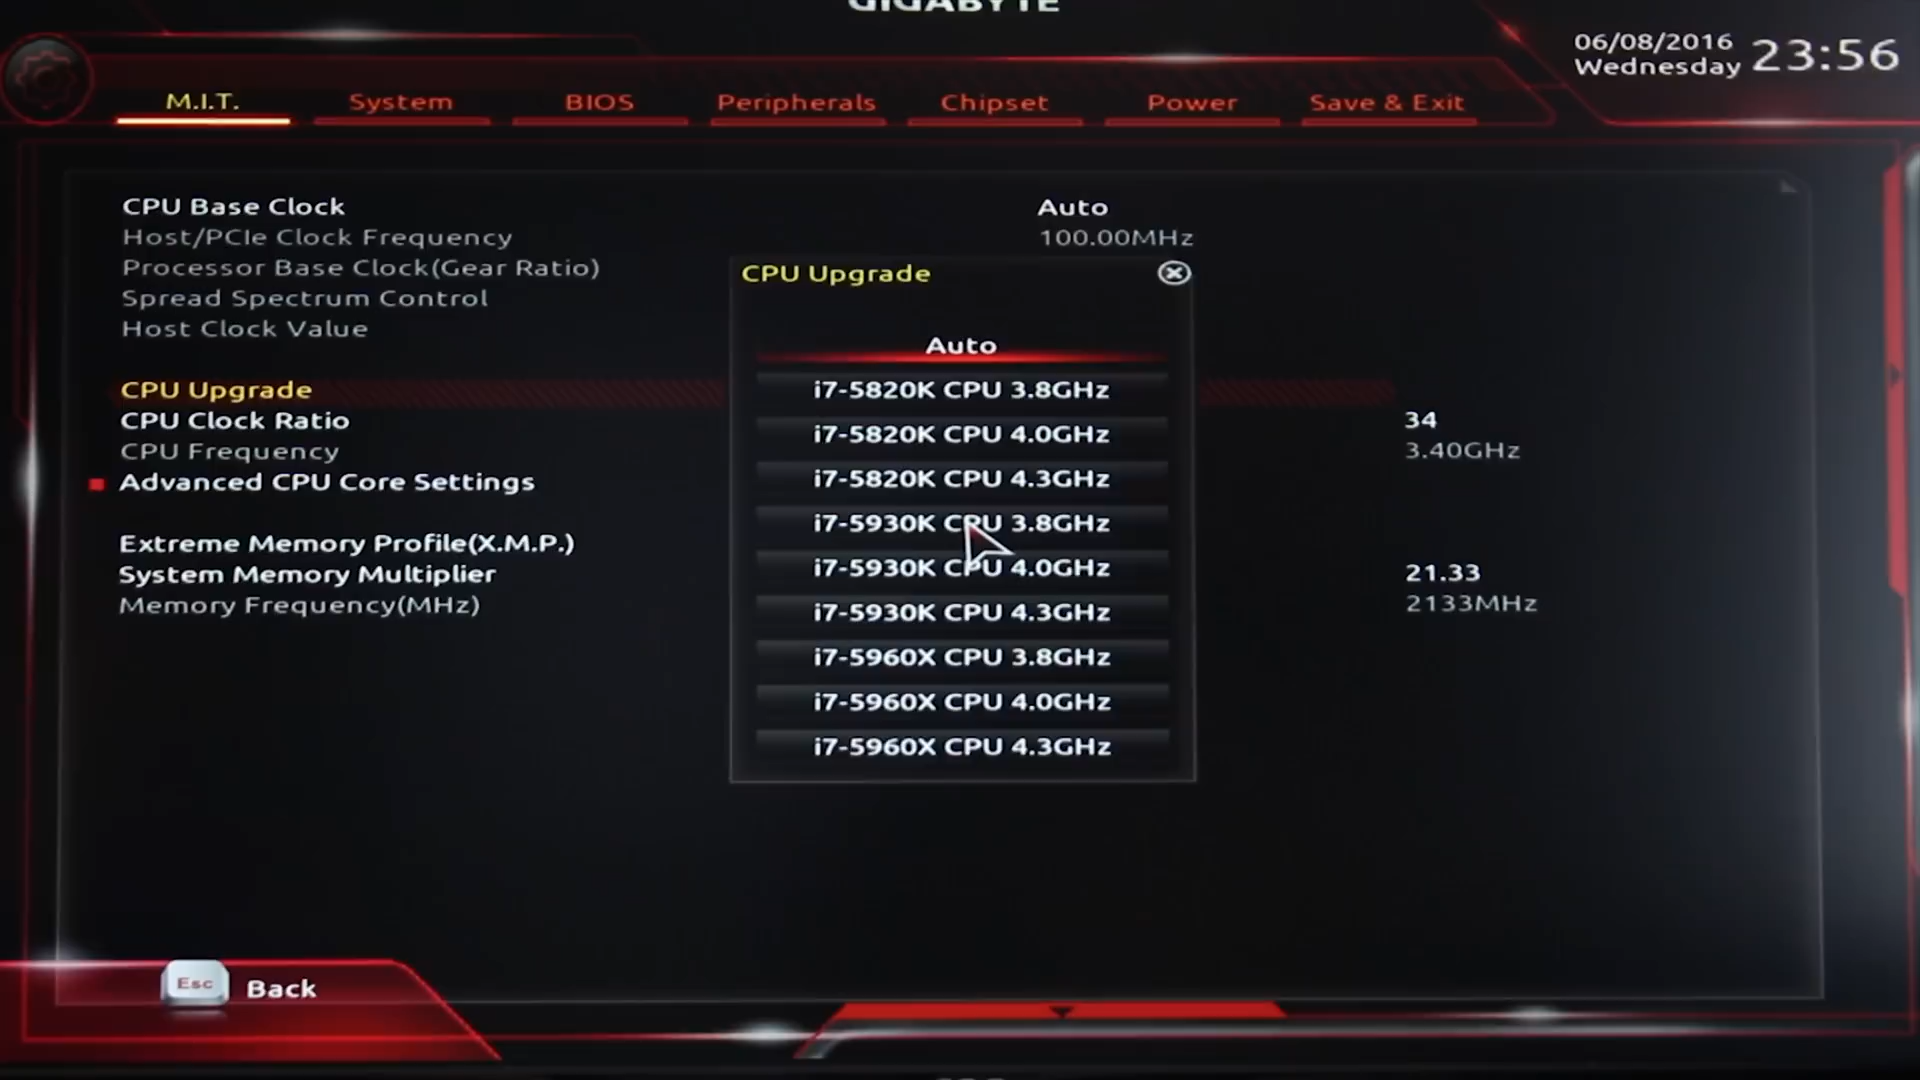 GIGABYTE
06/08/2016
Wednesday
23:56
M.I.T. System BIOS Peripherals Chipset Power Save & Exit
CPU Base Clock Auto
Host/PCIe Clock Frequency 100.00MHz
Processor Base Clock(Gear Ratio)
Spread Spectrum Control
Host Clock Value
CPU Upgrade
CPU Clock Ratio 34
CPU Frequency 3.40GHz
Advanced CPU Core Settings
Extreme Memory Profile(X.M.P.)
System Memory Multiplier 21.33
Memory Frequency(MHz) 2133MHz
CPU Upgrade
Auto
i7-5820K CPU 3.8GHz
i7-5820K CPU 4.0GHz
i7-5820K CPU 4.3GHz
i7-5930K CPU 3.8GHz
i7-5930K CPU 4.0GHz
i7-5930K CPU 4.3GHz
i7-5960X CPU 3.8GHz
i7-5960X CPU 4.0GHz
i7-5960X CPU 4.3GHz
Esc Back